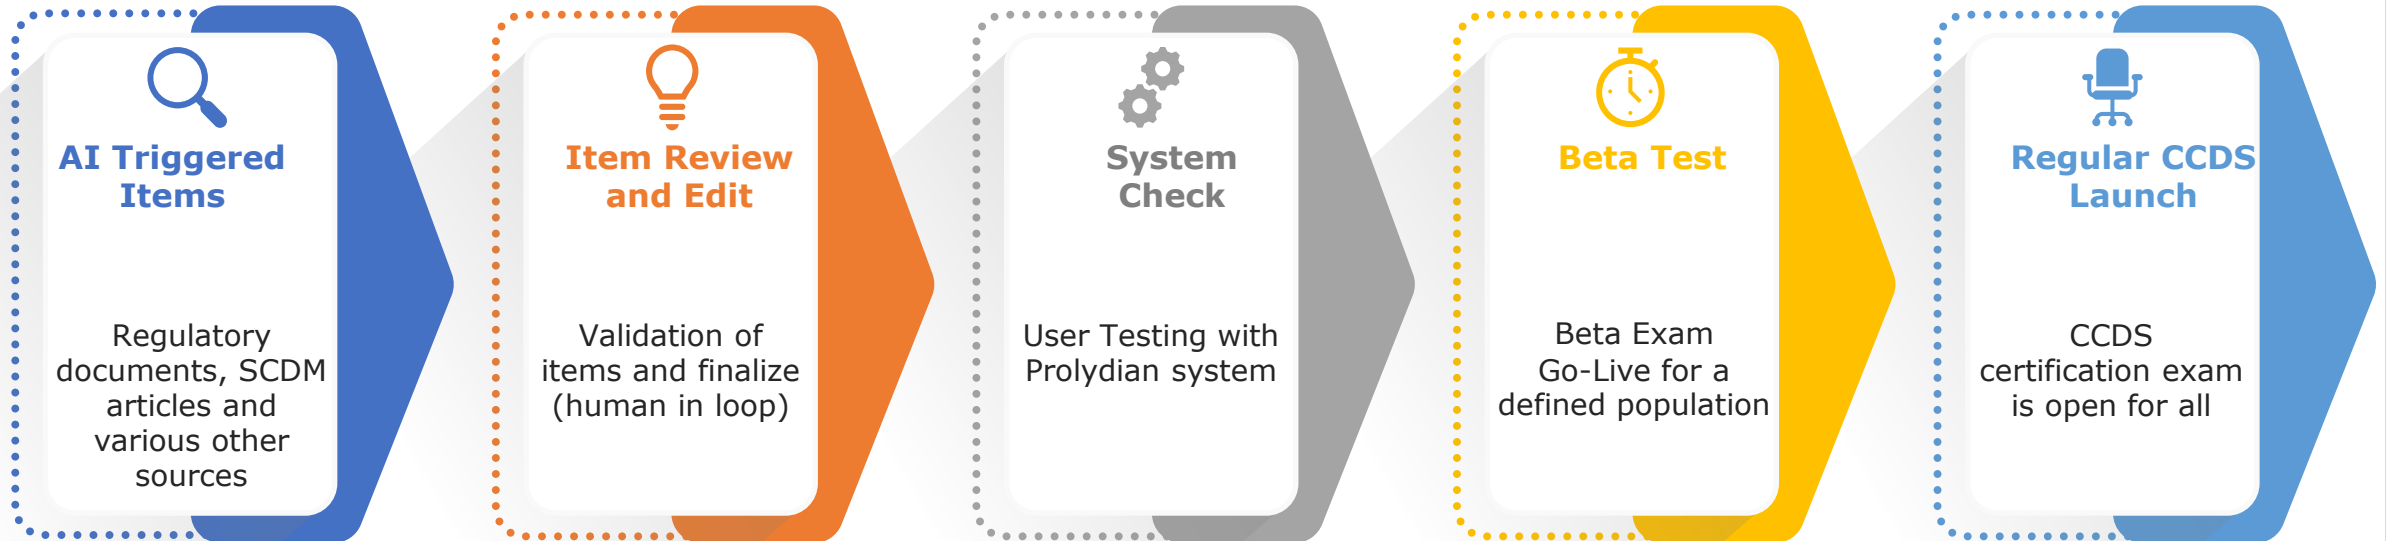 AI Triggered
Items
Regulatory
documents, SCDM
articles and
various other
sources
Item Review
and Edit
Validation of
items and finalize
(human in loop)
System
Check
User Testing with
Prolydian system
Beta Test
Beta Exam
Go-Live for a
defined population
Regular CCDS
Launch
CCDS
certification exam
is open for all